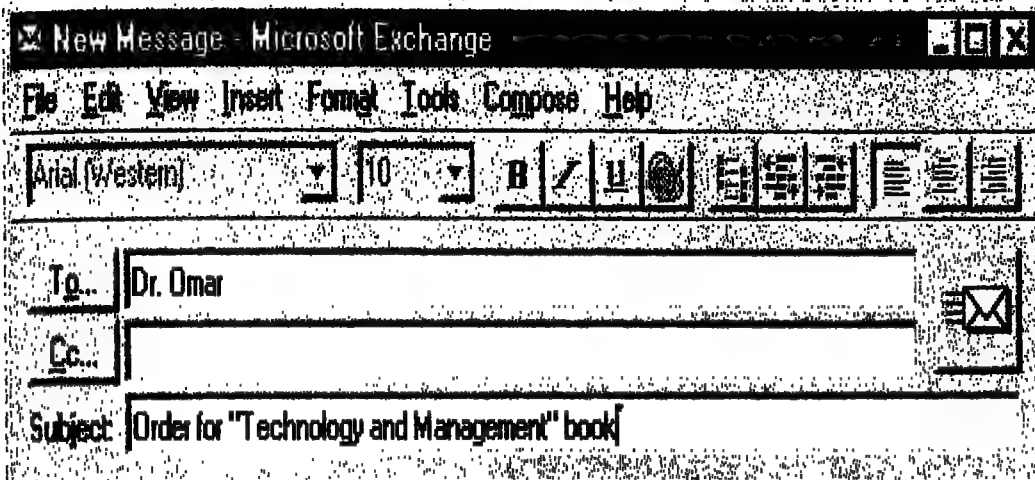 New Message - Microsoft Exchange
File Edit View Insert Format Tools Compose Help
Arial (Western) 10 B I U
To... Dr. Omar
Cc...
Subject: Order for "Technology and Management" book